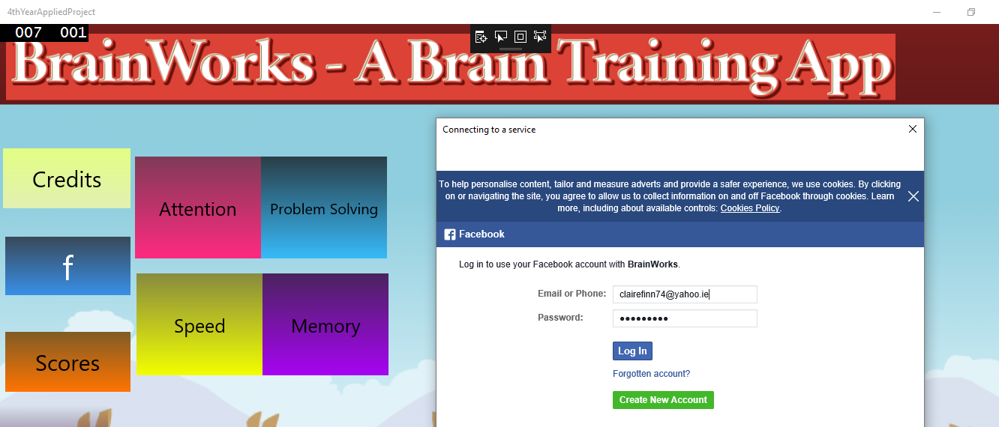 4thYearAppliedProject
007 001
BrainWorks - A Brain Training App
Credits
Attention
Problem Solving
f
Speed
Memory
Scores
Connecting to a service
To help personalise content, tailor and measure adverts and provide a safer experience, we use cookies. By clicking
on or navigating the site, you agree to allow us to collect information on and off Facebook through cookies. Learn
more, including about available controls: Cookies Policy.
f Facebook
Log in to use your Facebook account with BrainWorks.
Email or Phone: clairefinn74@yahoo.ie
Password: ●●●●●●●●●
Log In
Forgotten account?
Create New Account